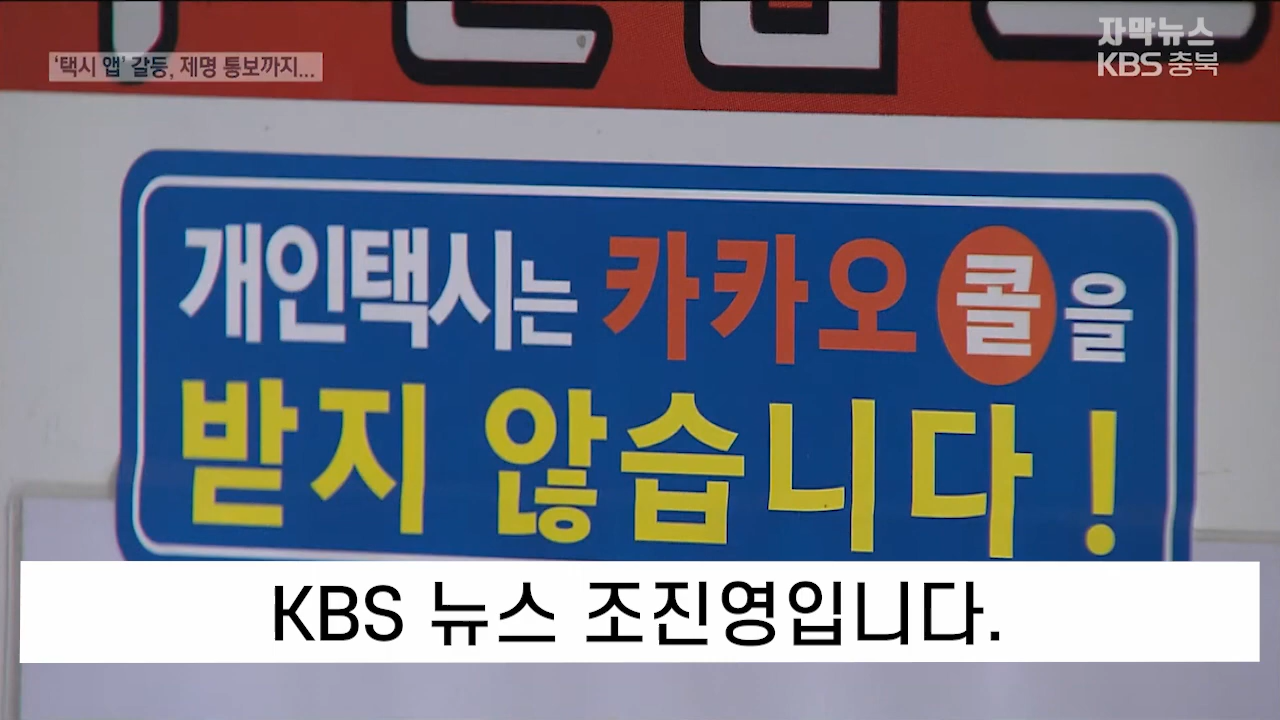 '택시 앱' 갈등, 제명 통보까지...
자막뉴스
KBS 충북
개인택시는 카카오 콜을
받지 않습니다!
KBS 뉴스 조진영입니다.